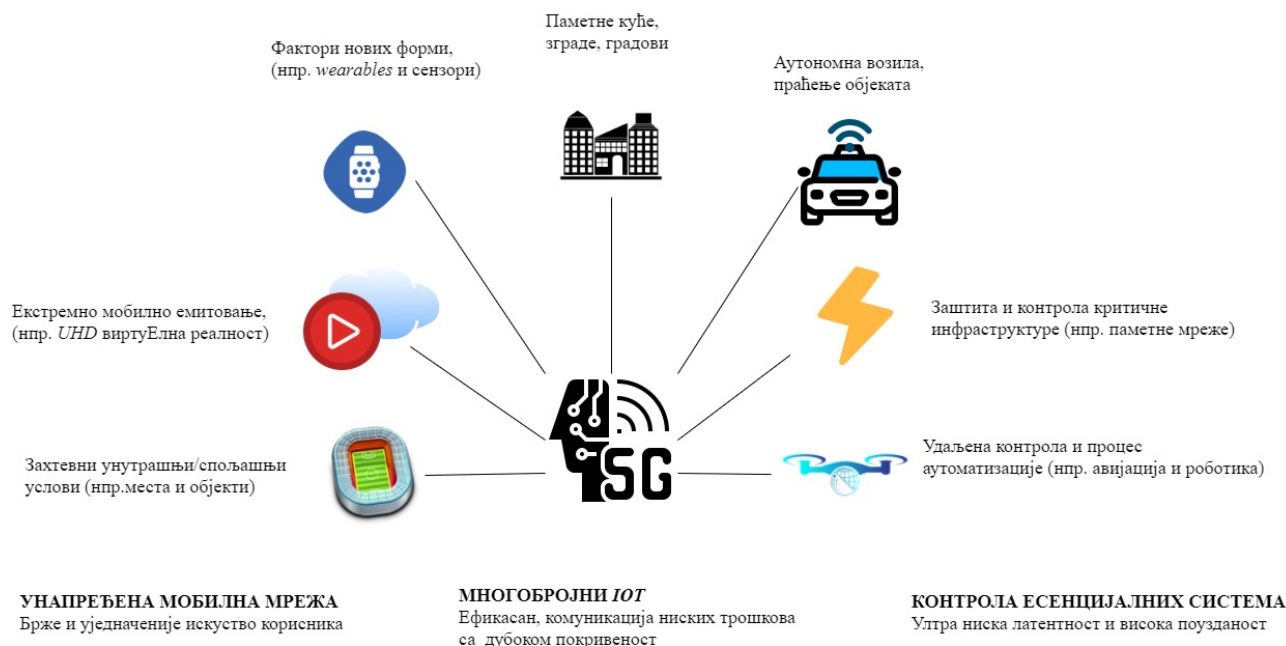 Паметне куће,
зграде, градови
Фактори нових форми,
(нпр. wearables и сензори)
Аутономна возила,
праћење објеката
Екстремно мобилно емитовање,
(нпр. UHD виртуЕлна реалност)
Заштита и контрола критичне
инфраструктуре (нпр. паметне мреже)
5G
Захтевни унутрашњи/спољашњи
услови (нпр.места и објекти)
Удаљена контрола и процес
аутоматизације (нпр. авијација и роботика)
УНАПРЕЂЕНА МОБИЛНА МРЕЖА
Брже и уједначеније искуство корисника
МНОГОБРОЈНИ IOT
Ефикасан, комуникација ниских трошкова
са дубоком покривеност
КОНТРОЛА ЕСЕНЦИЈАЛНИХ СИСТЕМА
Ултра ниска латентност и висока поузданост